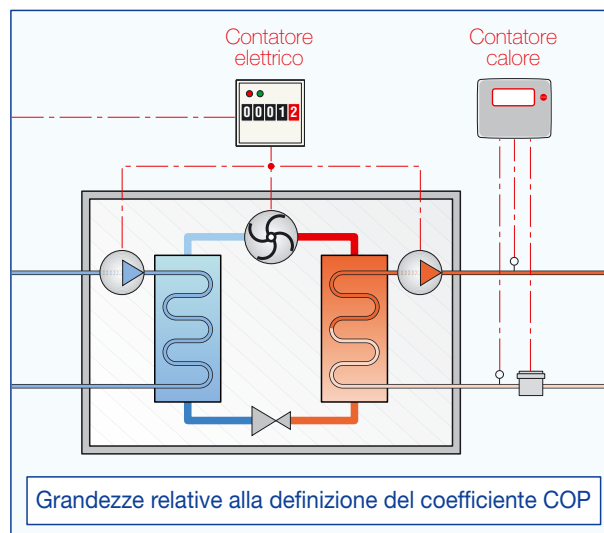 Contatore
elettrico
Contatore
calore
00012
Grandezze relative alla definizione del coefficiente COP